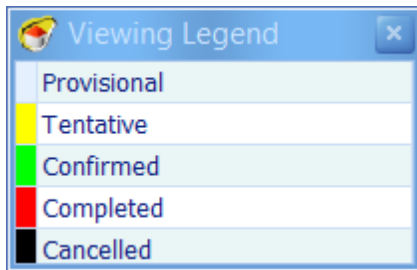 Viewing Legend
Provisional
Tentative
Confirmed
Completed
Cancelled